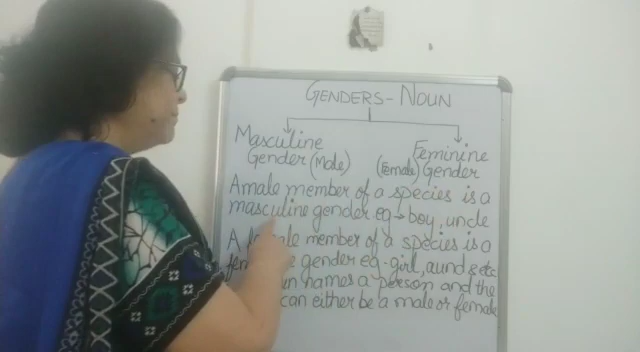 GENDERS - NOUN
Masculine Gender (Male)
(Female) Feminine Gender
A male member of a species is a
masculine gender eg → boy, uncle
A female member of a species is a
gender eg - girl, aund & etc
names a person and the
can either be a male or female